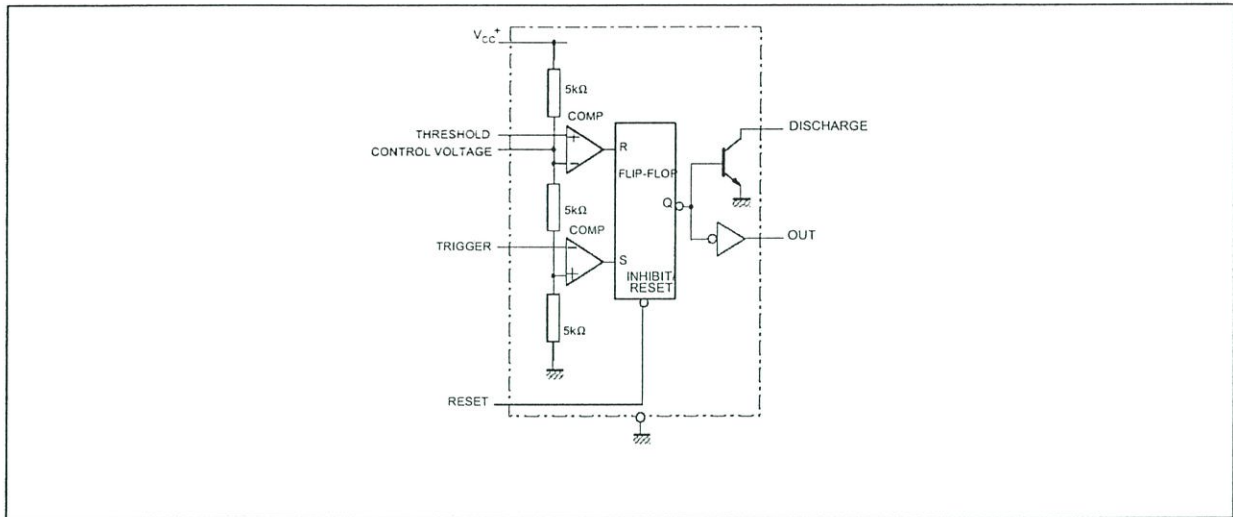 VCC+
5kΩ
COMP
THRESHOLD
CONTROL VOLTAGE
+
−
R
FLIP-FLOP
DISCHARGE
Q
5kΩ
COMP
TRIGGER
−
+
S
INHIBIT/
RESET
OUT
5kΩ
RESET